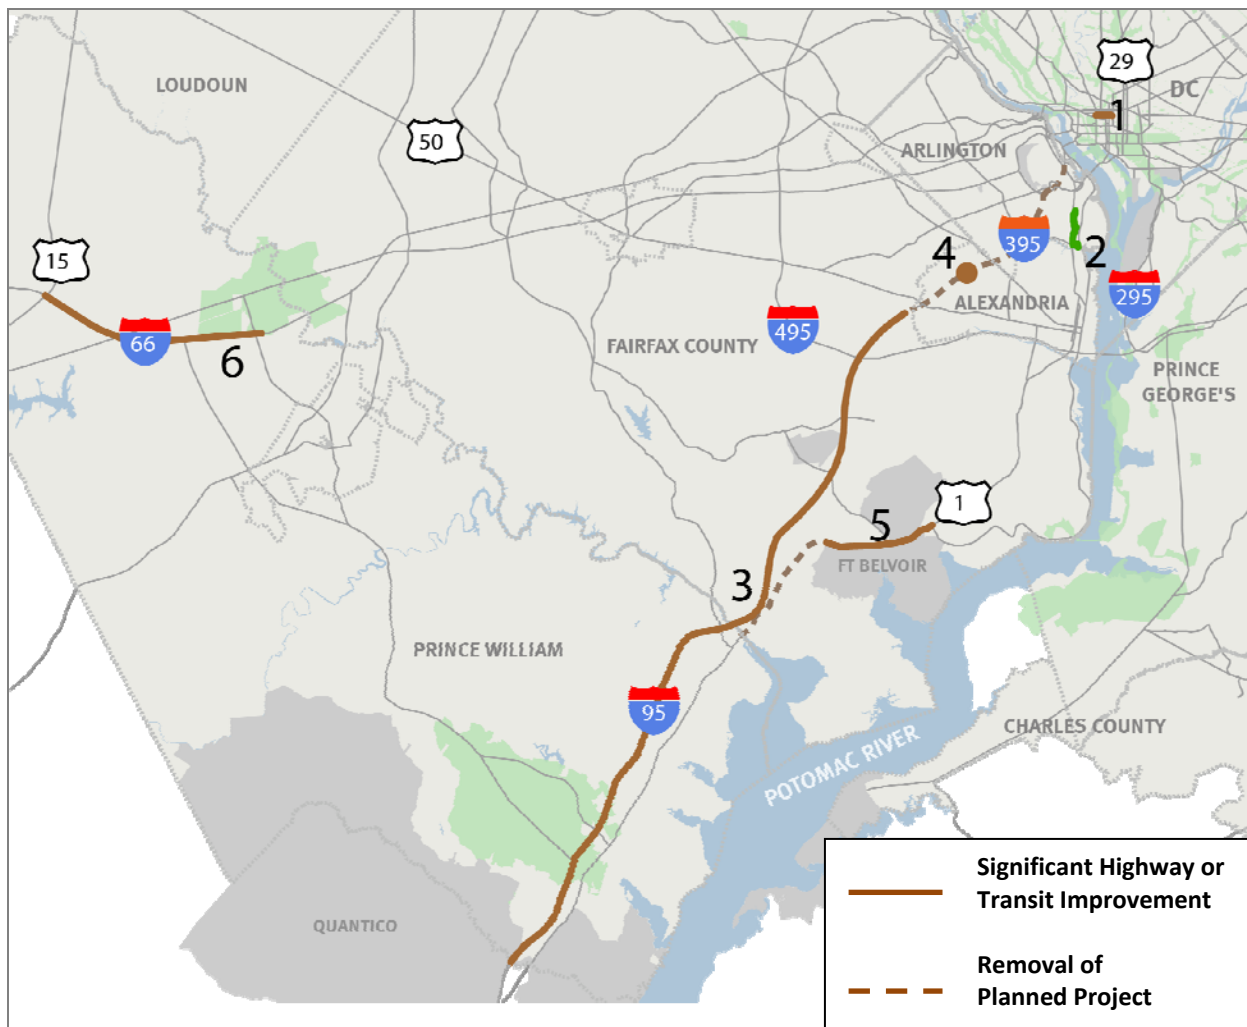 LOUDOUN
29
DC
1
50
ARLINGTON
395
2
4
15
295
ALEXANDRIA
495
66
FAIRFAX COUNTY
6
PRINCE
GEORGE'S
1
5
FT BELVOIR
3
PRINCE WILLIAM
95
CHARLES COUNTY
POTOMAC RIVER
QUANTICO
Significant Highway or
Transit Improvement
Removal of
Planned Project